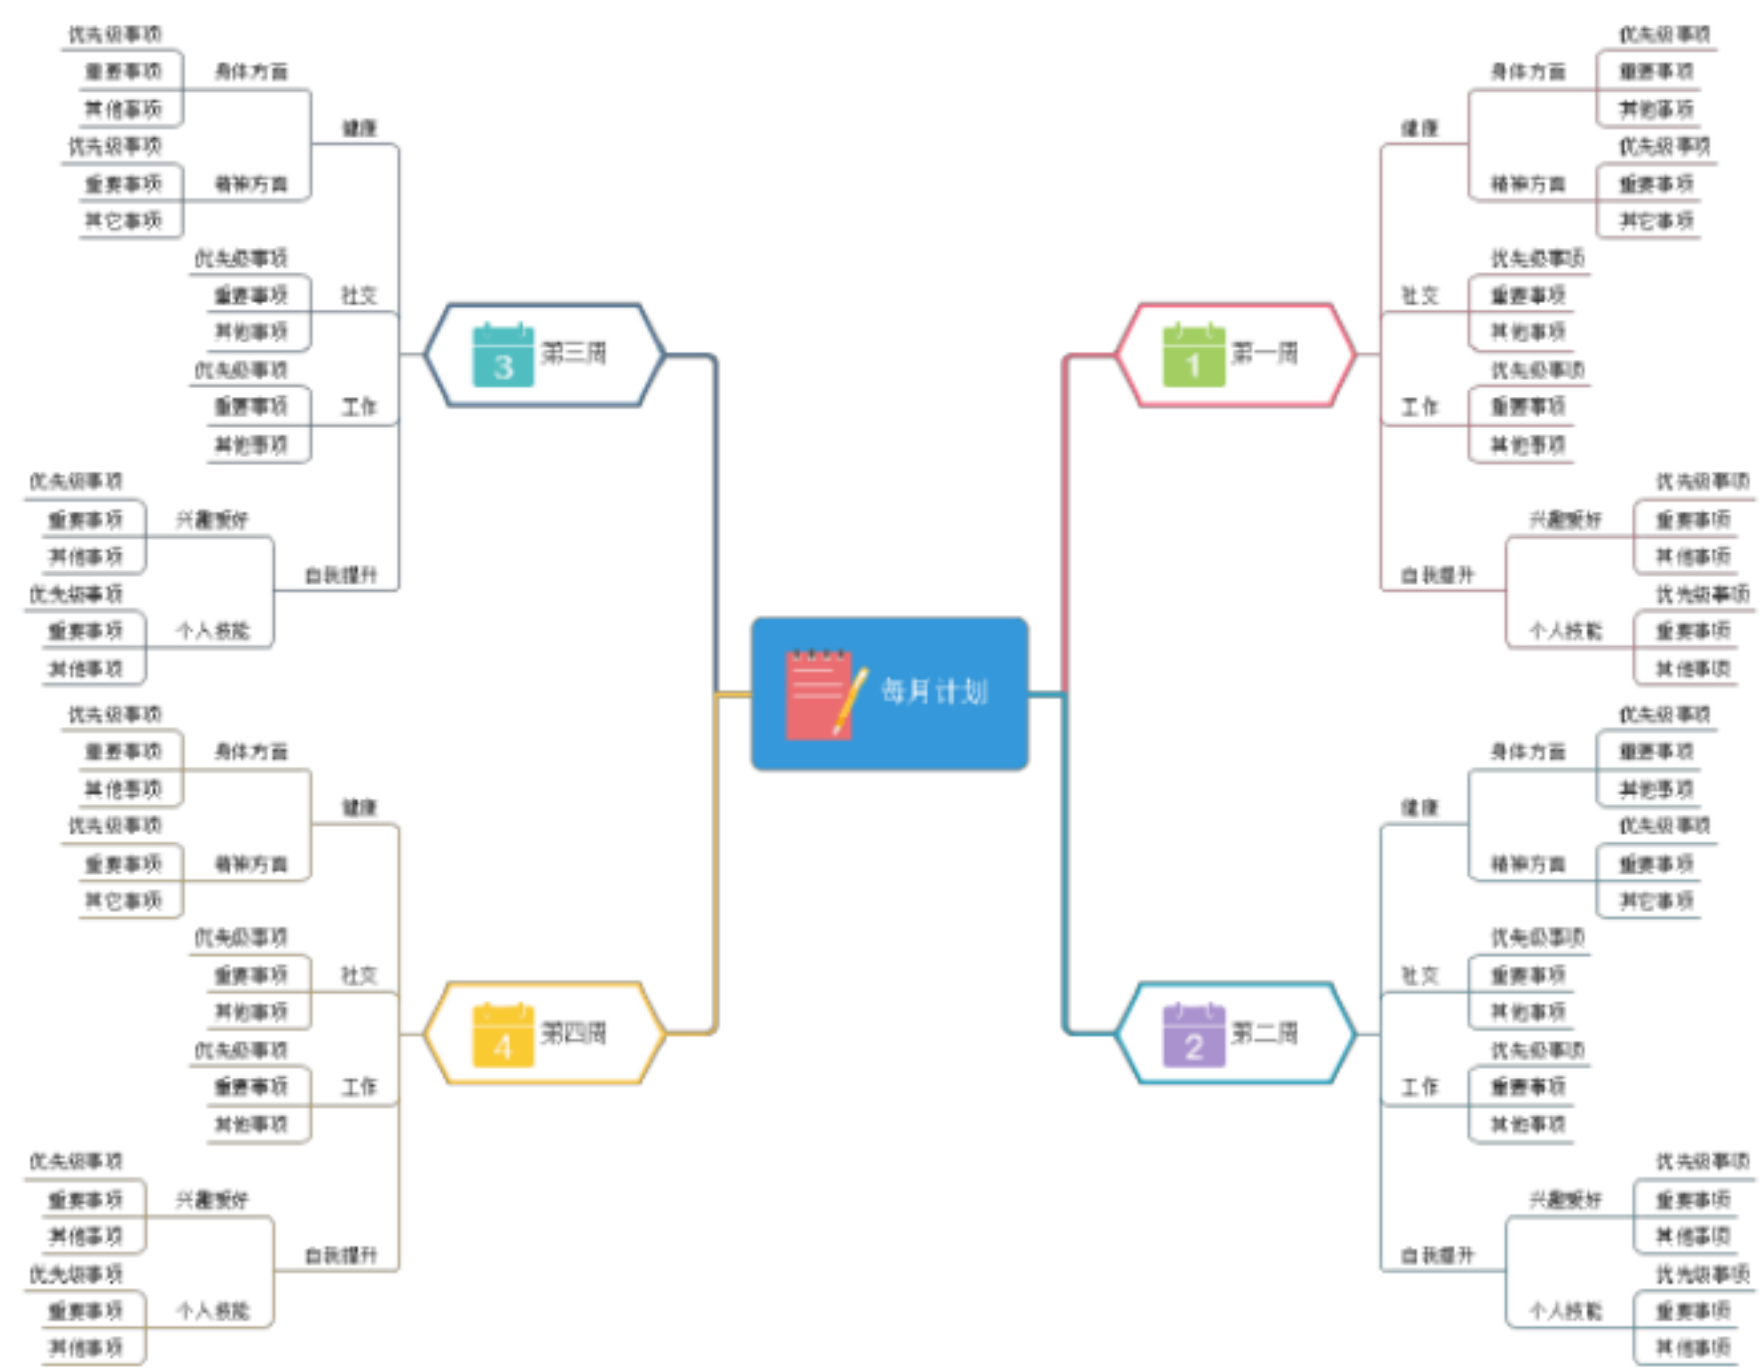 每月计划
1
第一周
健康
身体方面
优先级事项
重要事项
其他事项
精神方面
优先级事项
重要事项
其它事项
社交
优先级事项
重要事项
其他事项
工作
优先级事项
重要事项
其他事项
自我提升
兴趣爱好
优先级事项
重要事项
其他事项
个人技能
优先级事项
重要事项
其他事项
2
第二周
健康
身体方面
优先级事项
重要事项
其他事项
精神方面
优先级事项
重要事项
其它事项
社交
优先级事项
重要事项
其他事项
工作
优先级事项
重要事项
其他事项
自我提升
兴趣爱好
优先级事项
重要事项
其他事项
个人技能
优先级事项
重要事项
其他事项
3
第三周
健康
身体方面
优先级事项
重要事项
其他事项
精神方面
优先级事项
重要事项
其它事项
社交
优先级事项
重要事项
其他事项
工作
优先级事项
重要事项
其他事项
自我提升
兴趣爱好
优先级事项
重要事项
其他事项
个人技能
优先级事项
重要事项
其他事项
4
第四周
健康
身体方面
优先级事项
重要事项
其他事项
精神方面
优先级事项
重要事项
其它事项
社交
优先级事项
重要事项
其他事项
工作
优先级事项
重要事项
其他事项
自我提升
兴趣爱好
优先级事项
重要事项
其他事项
个人技能
优先级事项
重要事项
其他事项